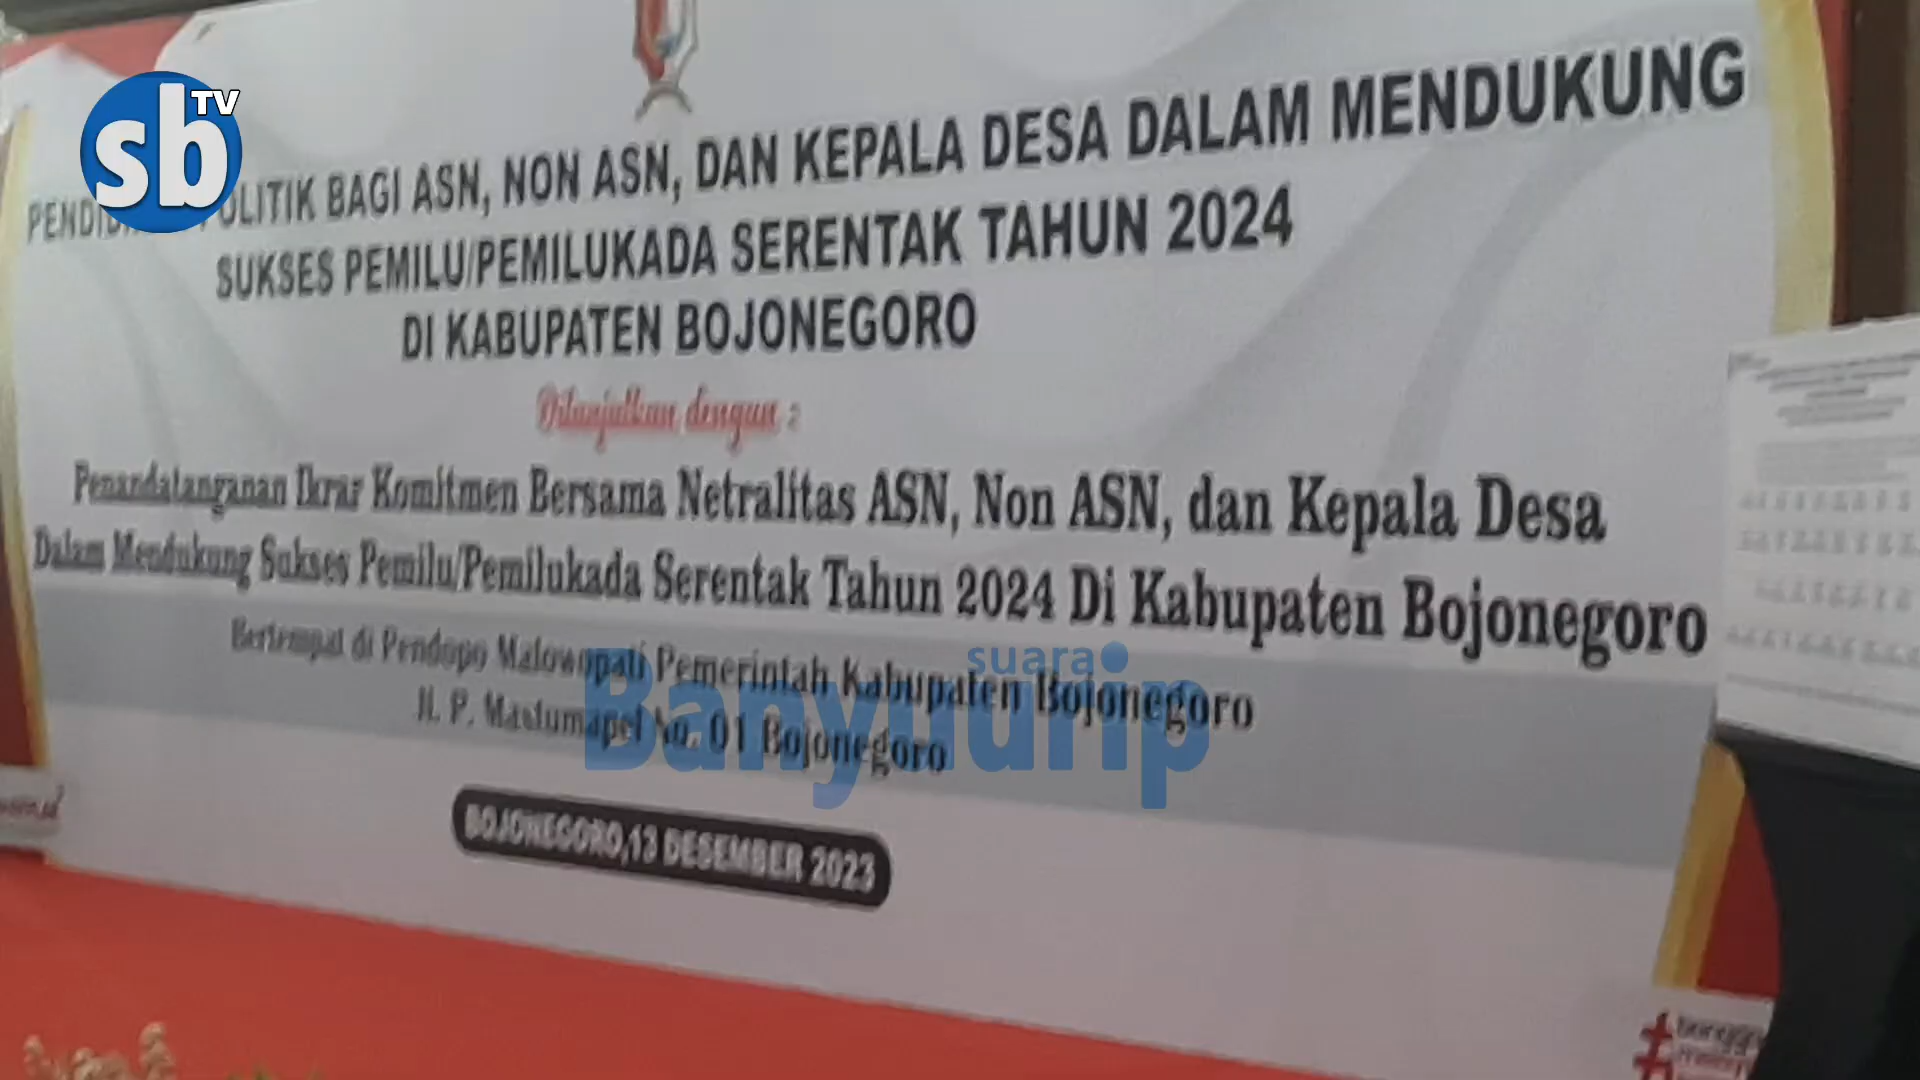 sb TV
POLITIK BAGI ASN, NON ASN, DAN KEPALA DESA DALAM MENDUKUNG
SUKSES PEMILU/PEMILUKADA SERENTAK TAHUN 2024
DI KABUPATEN BOJONEGORO
Dilanjutkan dengan :
Penandatanganan Ikrar Komitmen Bersama Netralitas ASN, Non ASN, dan Kepala Desa
Dalam Mendukung Sukses Pemilu/Pemilukada Serentak Tahun 2024 Di Kabupaten Bojonegoro
Bertempat di Pendopo Malowopati Pemerintah Kabupaten Bojonegoro
Jl. P. Mastumapel No. 01 Bojonegoro
suara
Banyuurip
BOJONEGORO,13 DESEMBER 2023